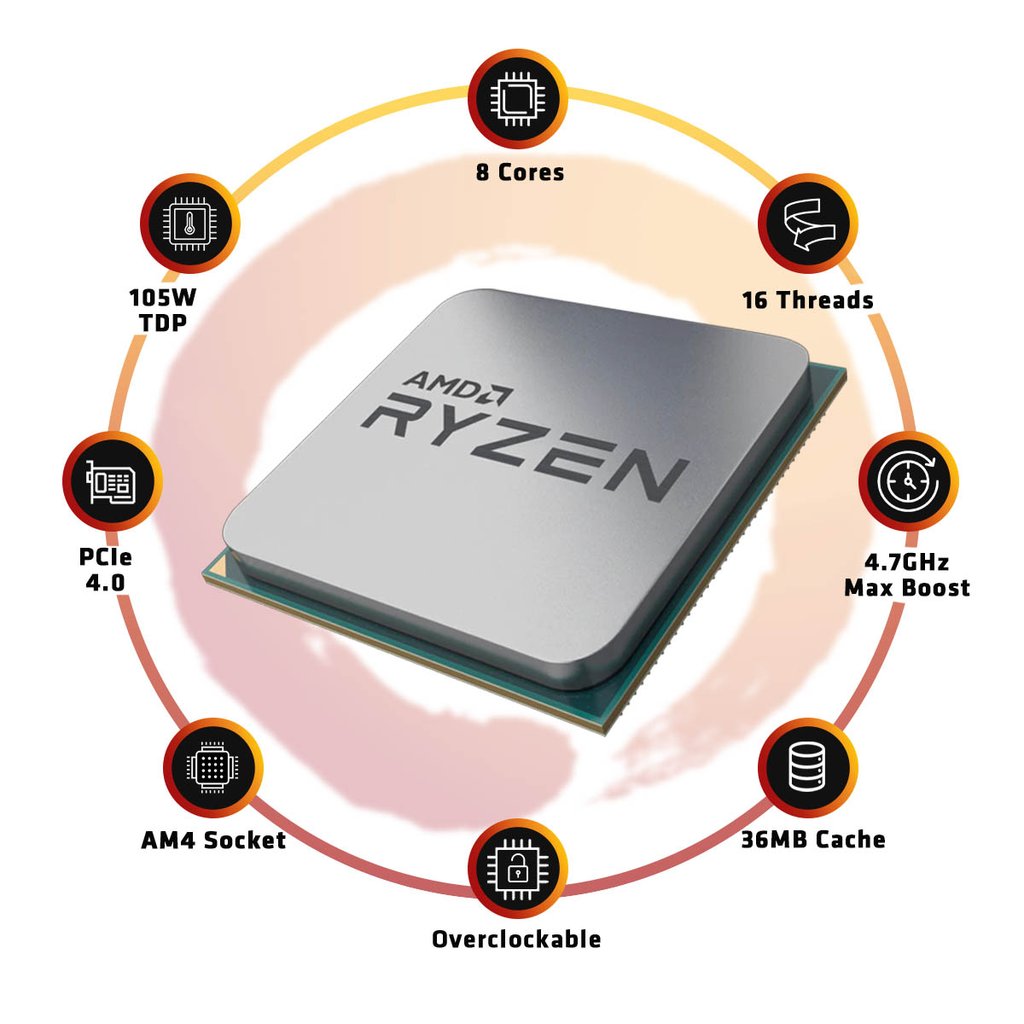 8 Cores
105W
TDP
16 Threads
AMD
RYZEN
PCIe
4.0
4.7GHz
Max Boost
AM4 Socket
36MB Cache
Overclockable